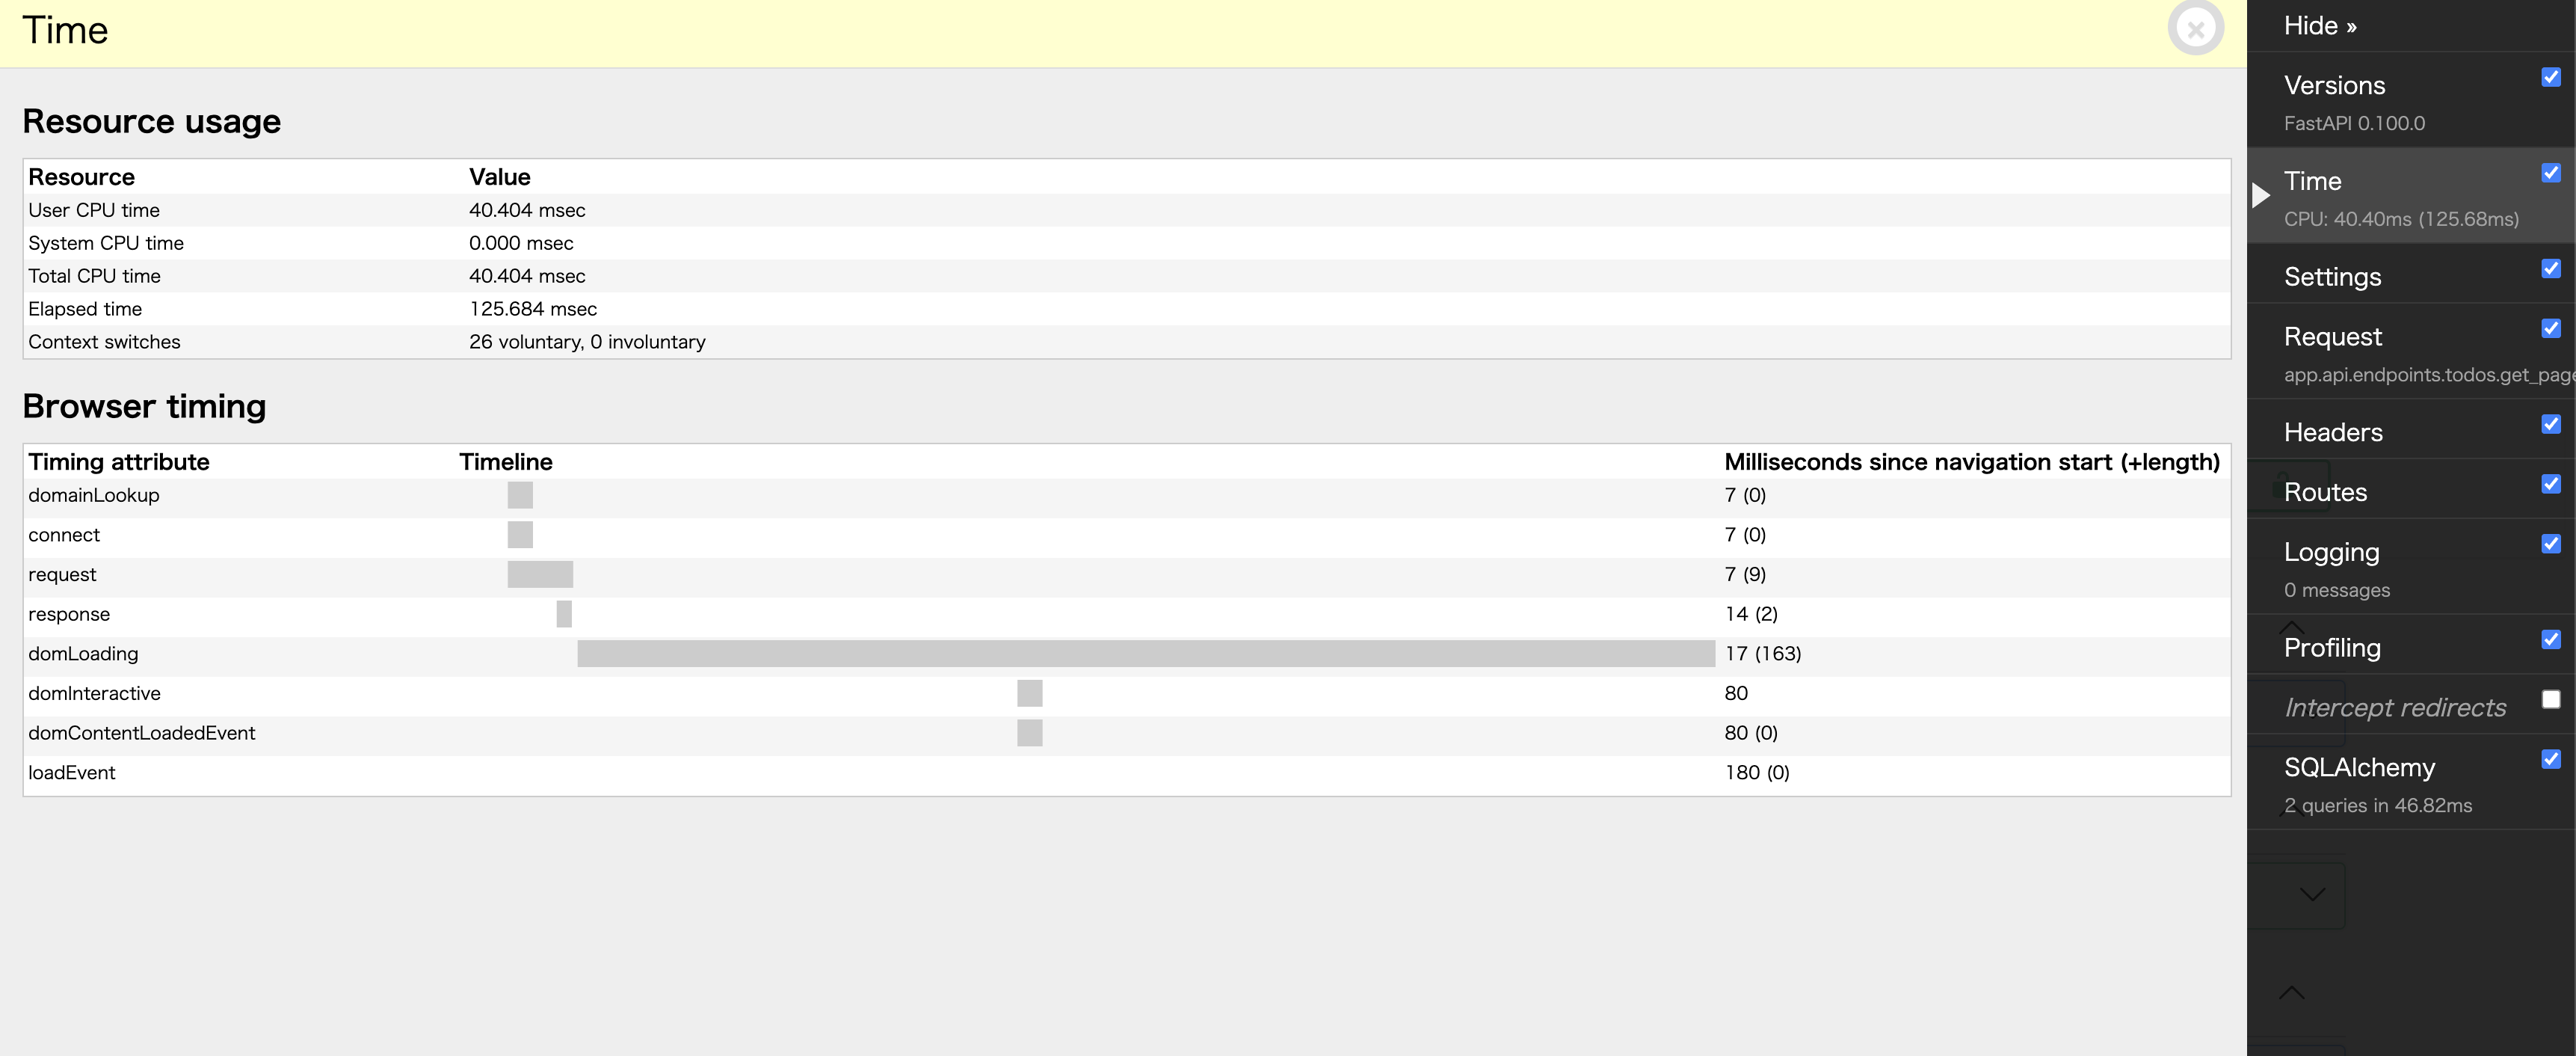 Time
Resource usage
Resource Value
User CPU time 40.404 msec
System CPU time 0.000 msec
Total CPU time 40.404 msec
Elapsed time 125.684 msec
Context switches 26 voluntary, 0 involuntary
Browser timing
Timing attribute Timeline Milliseconds since navigation start (+length)
domainLookup 7 (0)
connect 7 (0)
request 7 (9)
response 14 (2)
domLoading 17 (163)
domInteractive 80
domContentLoadedEvent 80 (0)
loadEvent 180 (0)
Hide »
Versions
FastAPI 0.100.0
Time
CPU: 40.40ms (125.68ms)
Settings
Request
app.api.endpoints.todos.get_page
Headers
Routes
Logging
0 messages
Profiling
Intercept redirects
SQLAlchemy
2 queries in 46.82ms